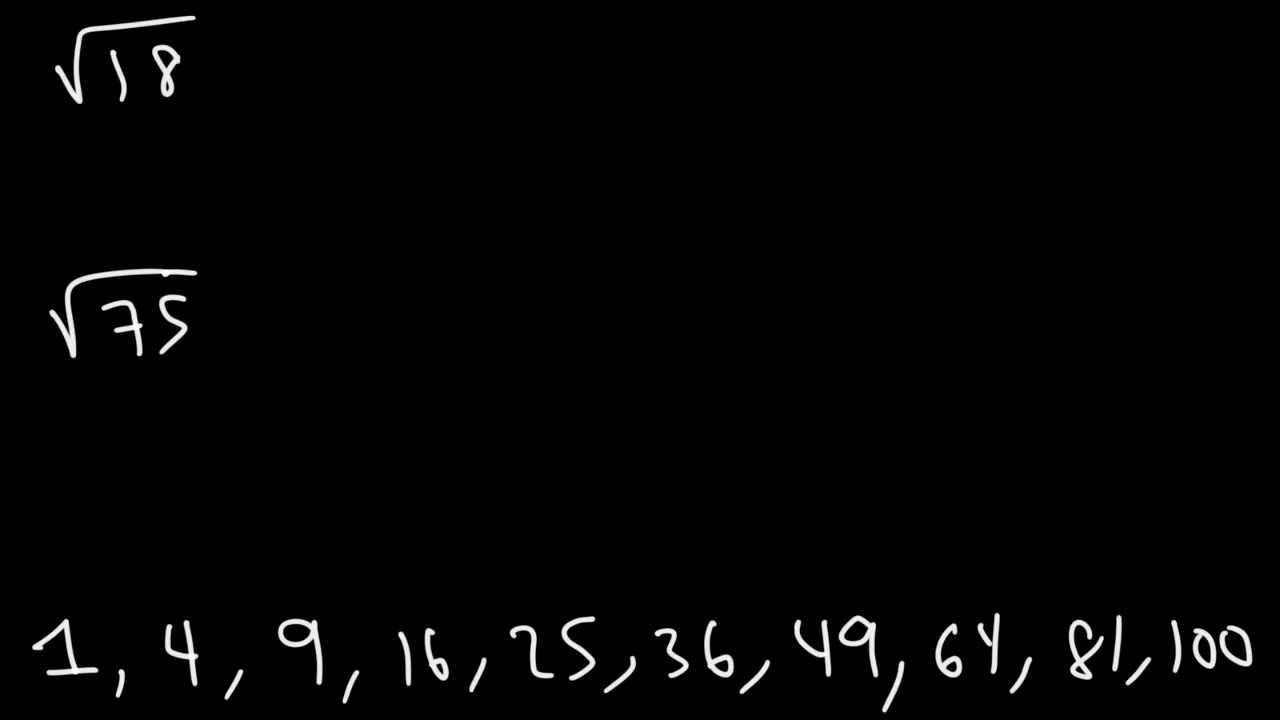 √18
√75
1, 4, 9, 16, 25, 36, 49, 64, 81, 100